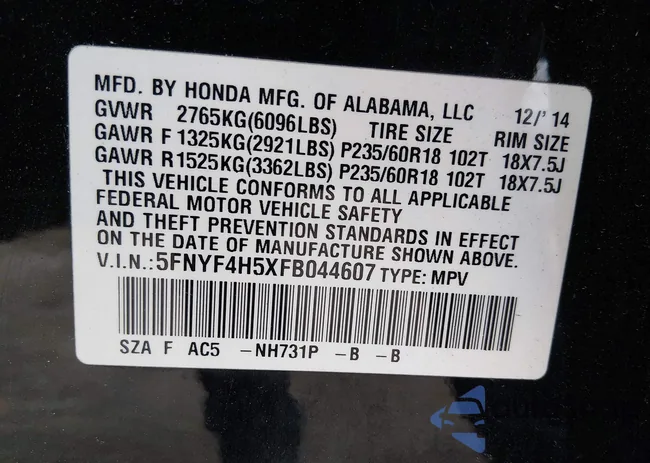 MFD. BY HONDA MFG. OF ALABAMA, LLC 12/' 14
GVWR 2765KG(6096LBS) TIRE SIZE RIM SIZE
GAWR F 1325KG(2921LBS) P235/60R18 102T 18X7.5J
GAWR R1525KG(3362LBS) P235/60R18 102T 18X7.5J
THIS VEHICLE CONFORMS TO ALL APPLICABLE
FEDERAL MOTOR VEHICLE SAFETY
AND THEFT PREVENTION STANDARDS IN EFFECT
ON THE DATE OF MANUFACTURE SHOWN ABOVE
V.I.N.:5FNYF4H5XFB044607 TYPE: MPV
SZA F AC5 -NH731P -B -B